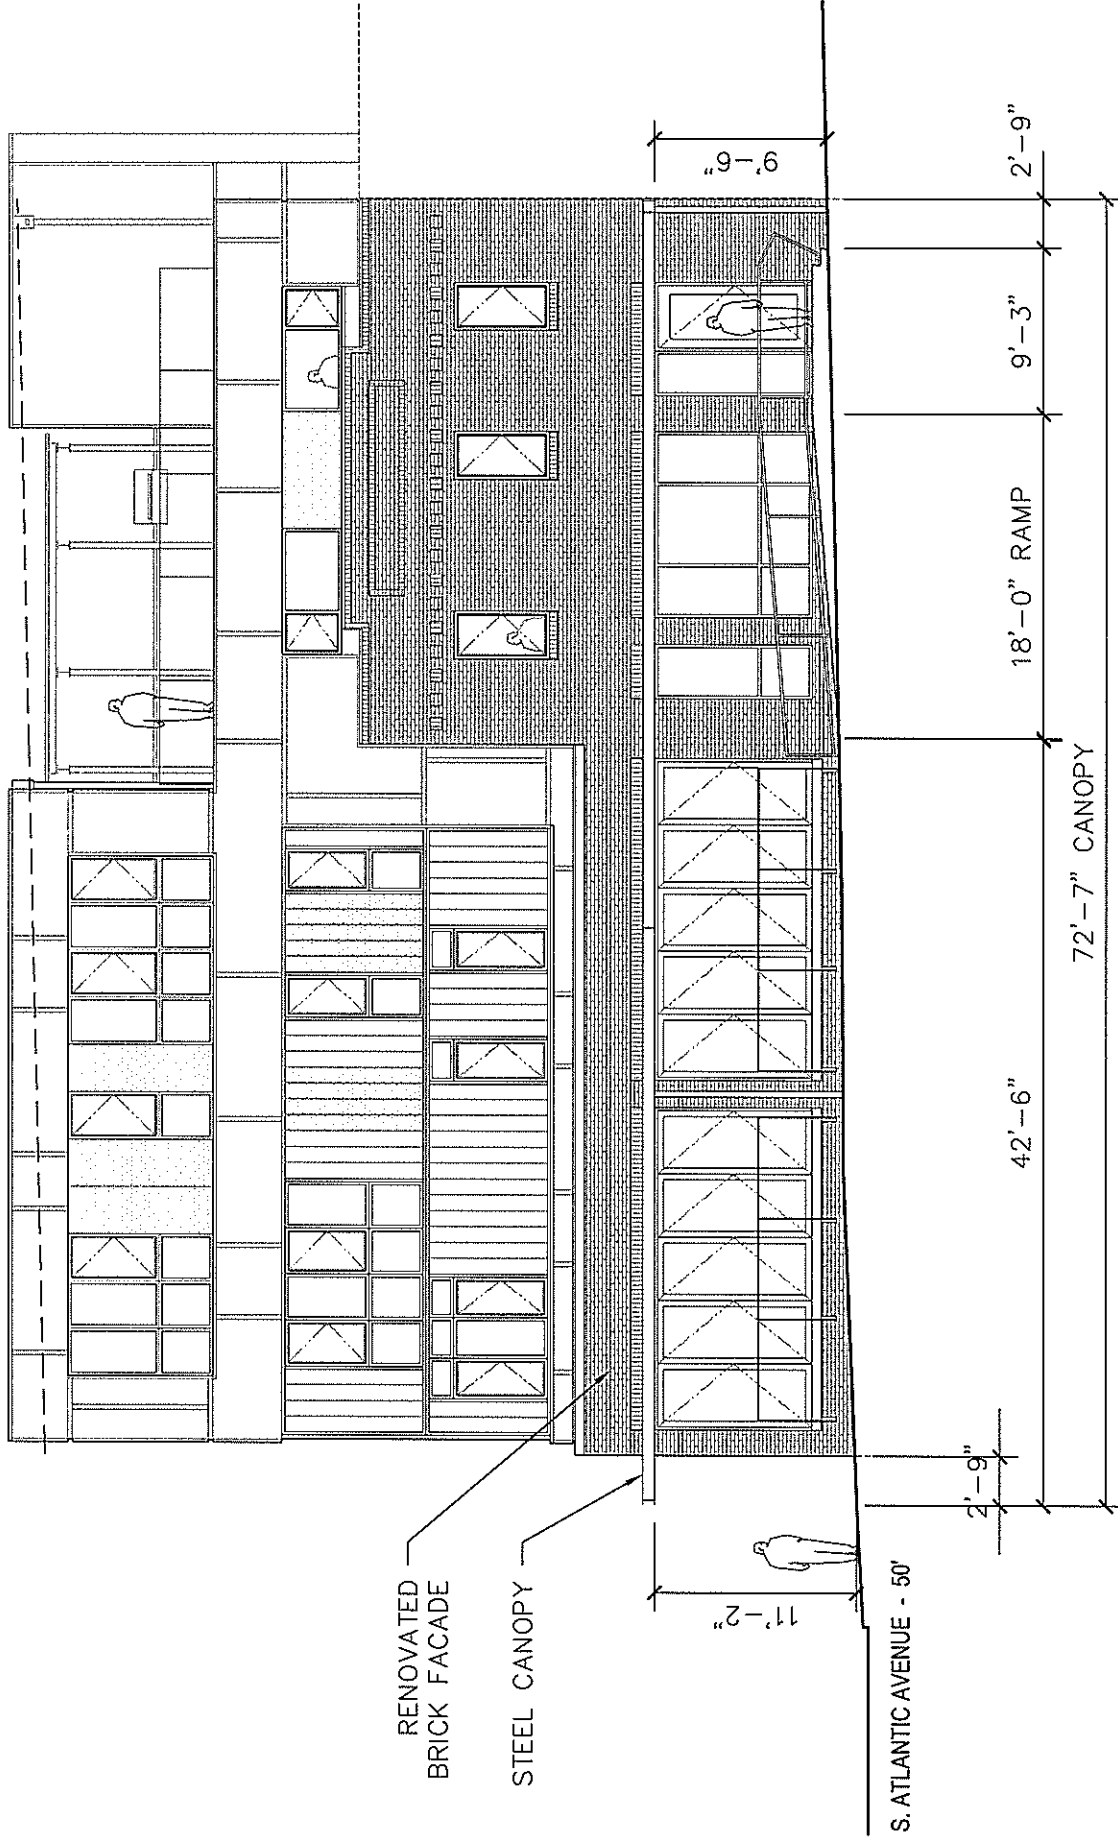 RENOVATED
BRICK FACADE
STEEL CANOPY
11'-2"
9'-6"
S. ATLANTIC AVENUE - 50'
2'-9"
42'-6"
18'-0" RAMP
9'-3"
2'-9"
72'-7" CANOPY